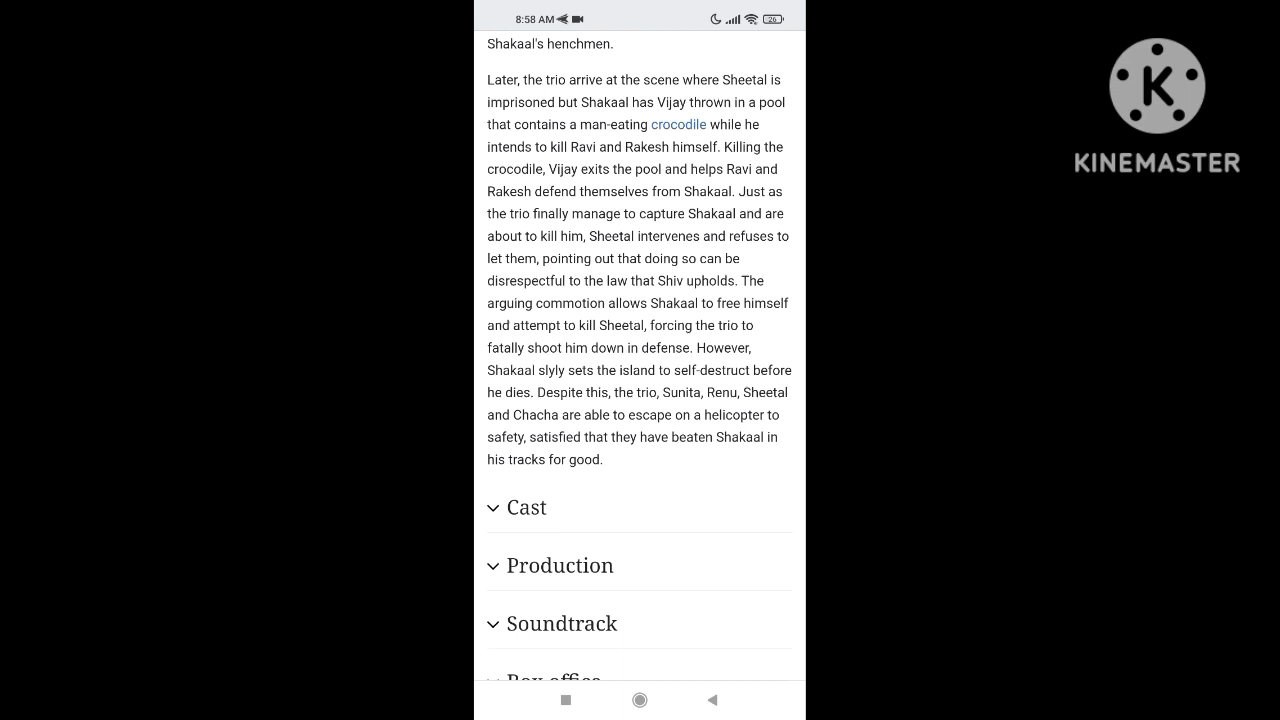 8:58 AM
26
Shakaal's henchmen.
Later, the trio arrive at the scene where Sheetal is
imprisoned but Shakaal has Vijay thrown in a pool
that contains a man-eating crocodile while he
intends to kill Ravi and Rakesh himself. Killing the
crocodile, Vijay exits the pool and helps Ravi and
Rakesh defend themselves from Shakaal. Just as
the trio finally manage to capture Shakaal and are
about to kill him, Sheetal intervenes and refuses to
let them, pointing out that doing so can be
disrespectful to the law that Shiv upholds. The
arguing commotion allows Shakaal to free himself
and attempt to kill Sheetal, forcing the trio to
fatally shoot him down in defense. However,
Shakaal slyly sets the island to self-destruct before
he dies. Despite this, the trio, Sunita, Renu, Sheetal
and Chacha are able to escape on a helicopter to
safety, satisfied that they have beaten Shakaal in
his tracks for good.
Cast
Production
Soundtrack
Box office
K
KINEMASTER